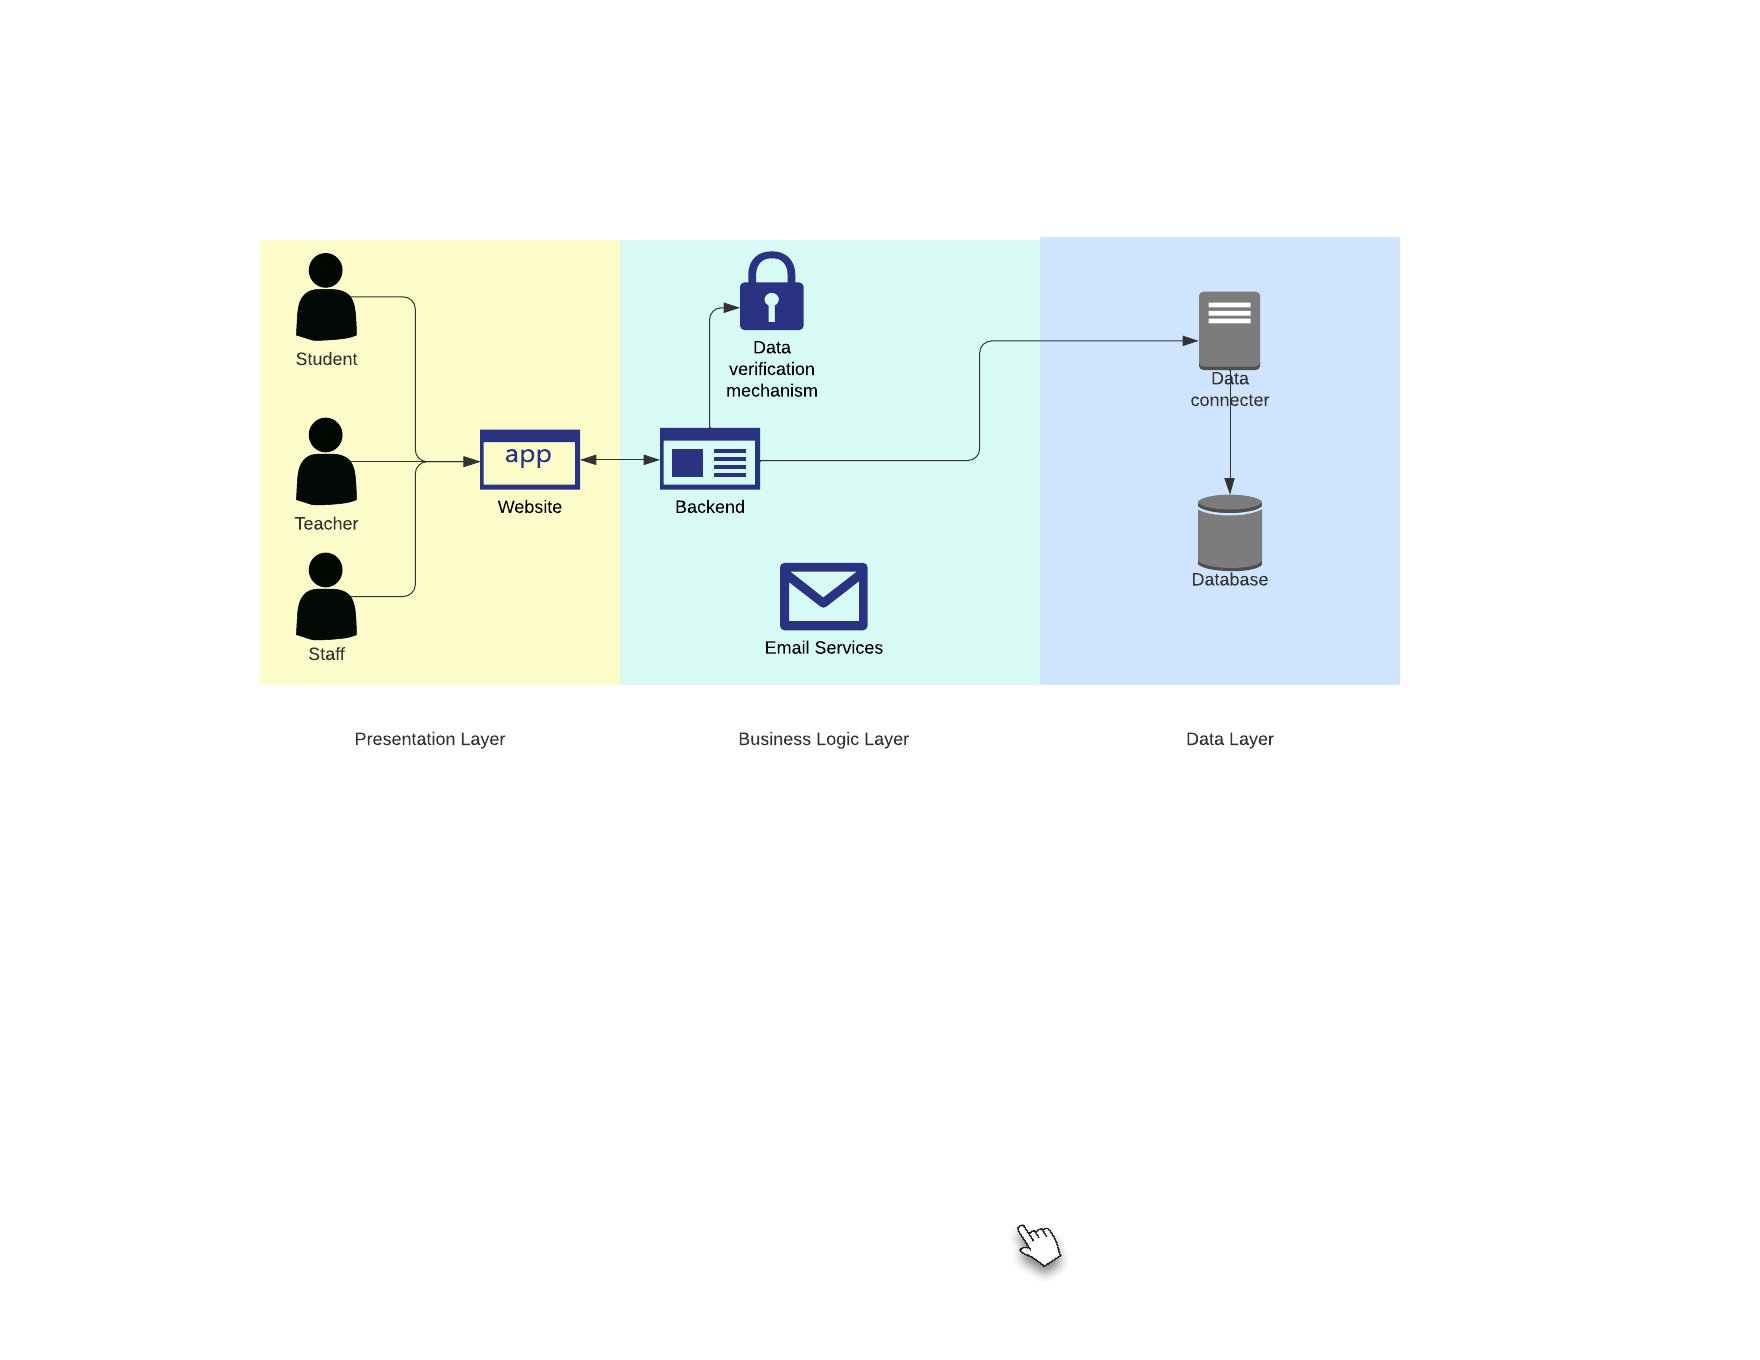 Student
Teacher
Staff
app
Website
Data
verification
mechanism
Backend
Email Services
Data
connecter
Database
Presentation Layer
Business Logic Layer
Data Layer